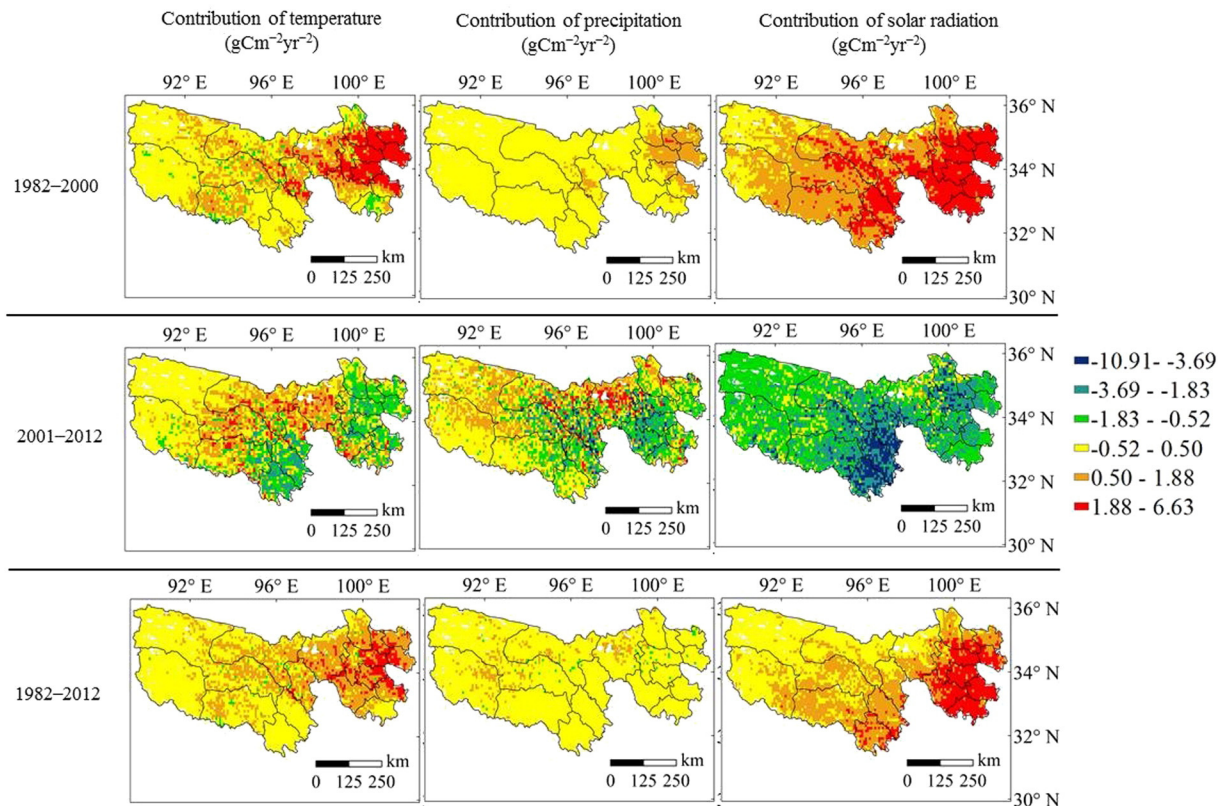 Contribution of temperature
(gCm⁻²yr⁻²)
Contribution of precipitation
(gCm⁻²yr⁻²)
Contribution of solar radiation
(gCm⁻²yr⁻²)
92° E 96° E 100° E
92° E 96° E 100° E
92° E 96° E 100° E
1982–2000
km
0 125 250
km
0 125 250
km
0 125 250
36° N
34° N
32° N
30° N
92° E 96° E 100° E
92° E 96° E 100° E
92° E 96° E 100° E
2001–2012
km
0 125 250
km
0 125 250
km
0 125 250
36° N
34° N
32° N
30° N
-10.91- -3.69
-3.69 - -1.83
-1.83 - -0.52
-0.52 - 0.50
0.50 - 1.88
1.88 - 6.63
92° E 96° E 100° E
92° E 96° E 100° E
92° E 96° E 100° E
1982–2012
km
0 125 250
km
0 125 250
km
0 125 250
36° N
34° N
32° N
30° N